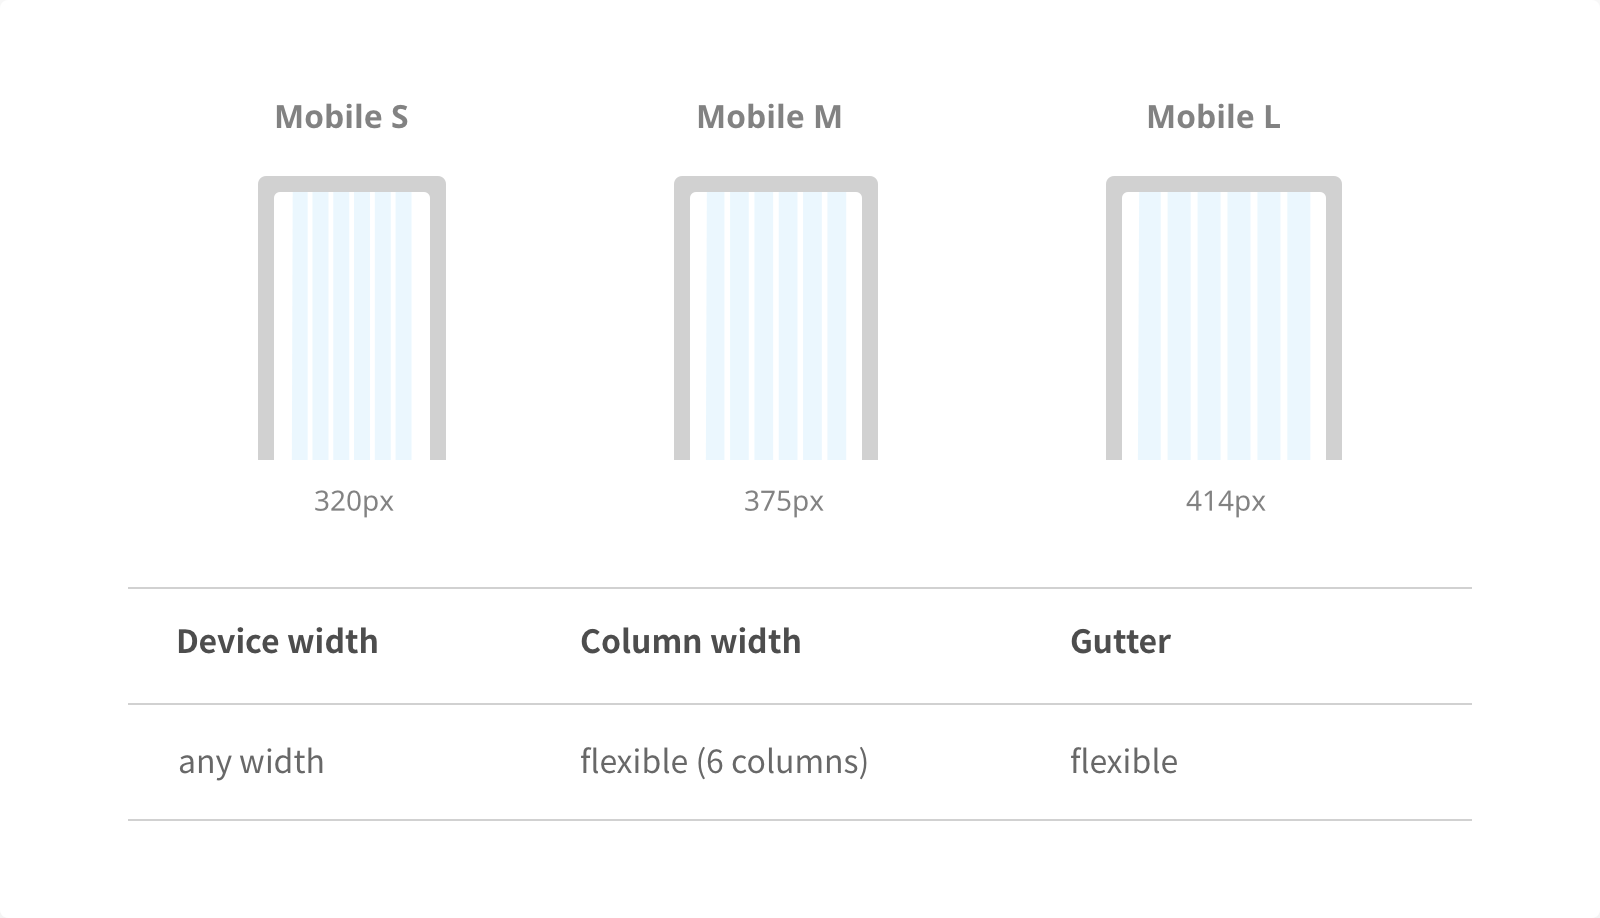 Mobile S
Mobile M
Mobile L
320px
375px
414px
Device width
Column width
Gutter
any width
flexible (6 columns)
flexible